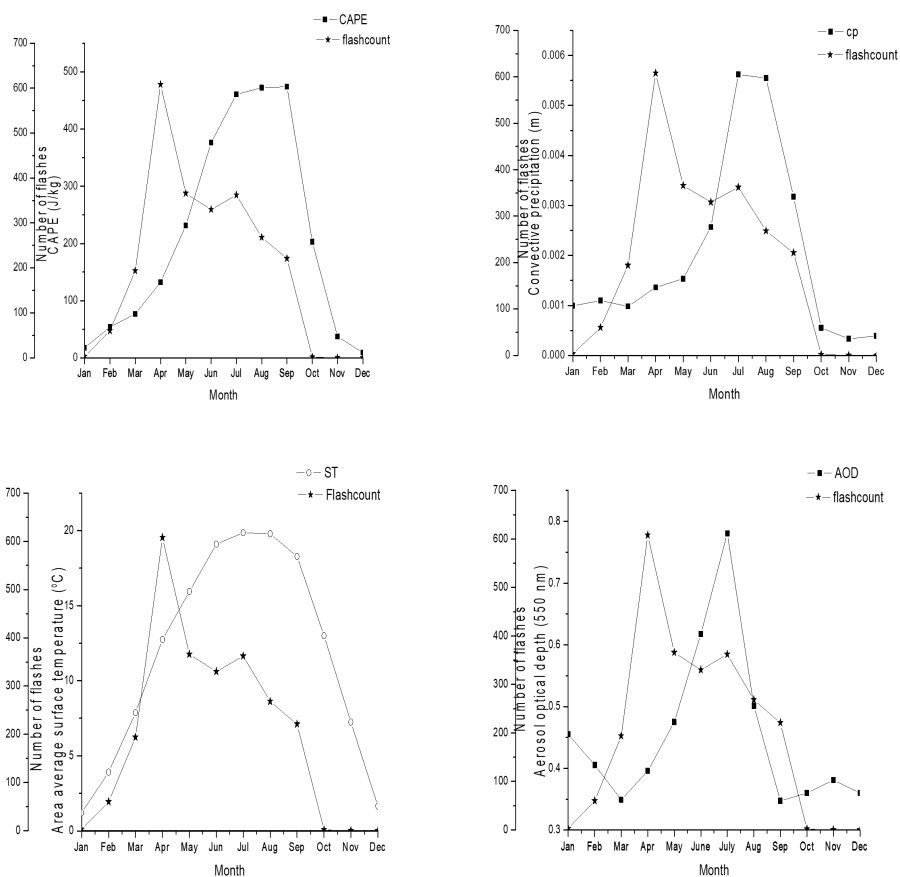 CAPE
flashcount
700
600
500
400
300
200
100
0
Number of flashes
CAPE (J/kg)
500
400
300
200
100
0
Jan Feb Mar Apr May Jun Jul Aug Sep Oct Nov Dec
Month
cp
flashcount
700
600
500
400
300
200
100
0
Number of flashes
Convective precipitation (m)
0.006
0.005
0.004
0.003
0.002
0.001
0.000
Jan Feb Mar Apr May Jun Jul Aug Sep Oct Nov Dec
Month
ST
Flashcount
700
600
500
400
300
200
100
0
Number of flashes
Area average surface temperature (⁰C)
20
15
10
5
0
Jan Feb Mar Apr May Jun Jul Aug Sep Oct Nov Dec
Month
AOD
flashcount
700
600
500
400
300
200
100
0
Number of flashes
Aerosol optical depth (550 nm)
0.8
0.7
0.6
0.5
0.4
0.3
Jan Feb Mar Apr May June July Aug Sep Oct Nov Dec
Month